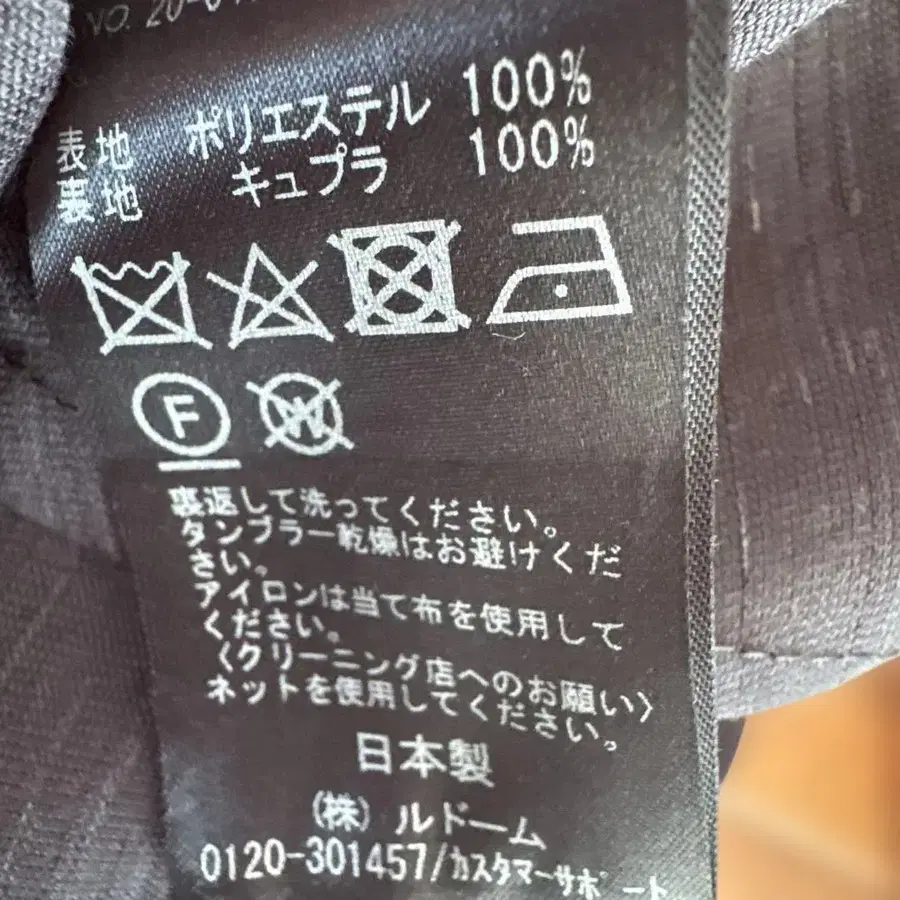 NO. 20-0
表地 ポリエステル 100%
裏地 キュプラ 100%
F W
裏返して洗ってください。
タンブラー乾燥はお避けくだ
さい。
アイロンは当て布を使用して
ください。
〈クリーニング店へのお願い〉
ネットを使用してください。
日本製
(株) ルドーム
0120-301457/カスタマーサポート